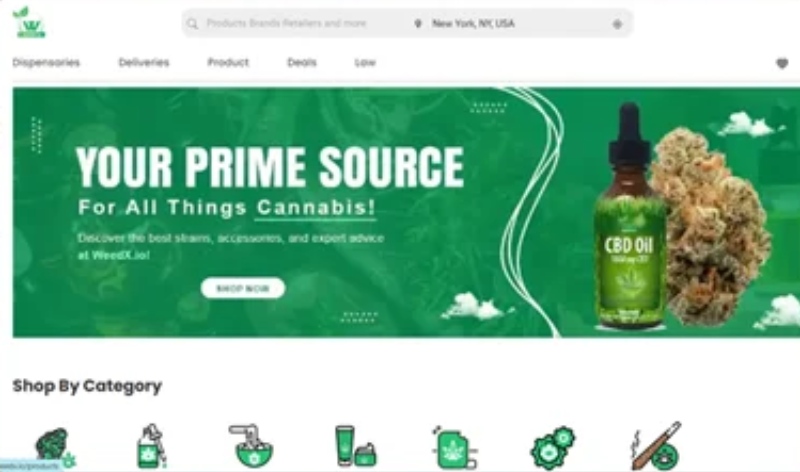 Products Brands Retailers and more
New York, NY, USA
Dispensaries Deliveries Product Deals Law
YOUR PRIME SOURCE
For All Things Cannabis!
Discover the best strains, accessories, and expert advice
at WeedX.io!
SHOP NOW
CBD Oil
Shop By Category